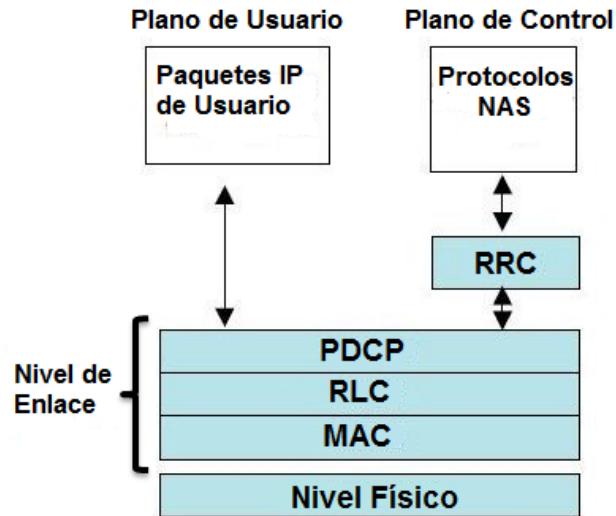 Plano de Usuario
Plano de Control
Paquetes IP
de Usuario
Protocolos
NAS
RRC
Nivel de
Enlace
PDCP
RLC
MAC
Nivel Físico